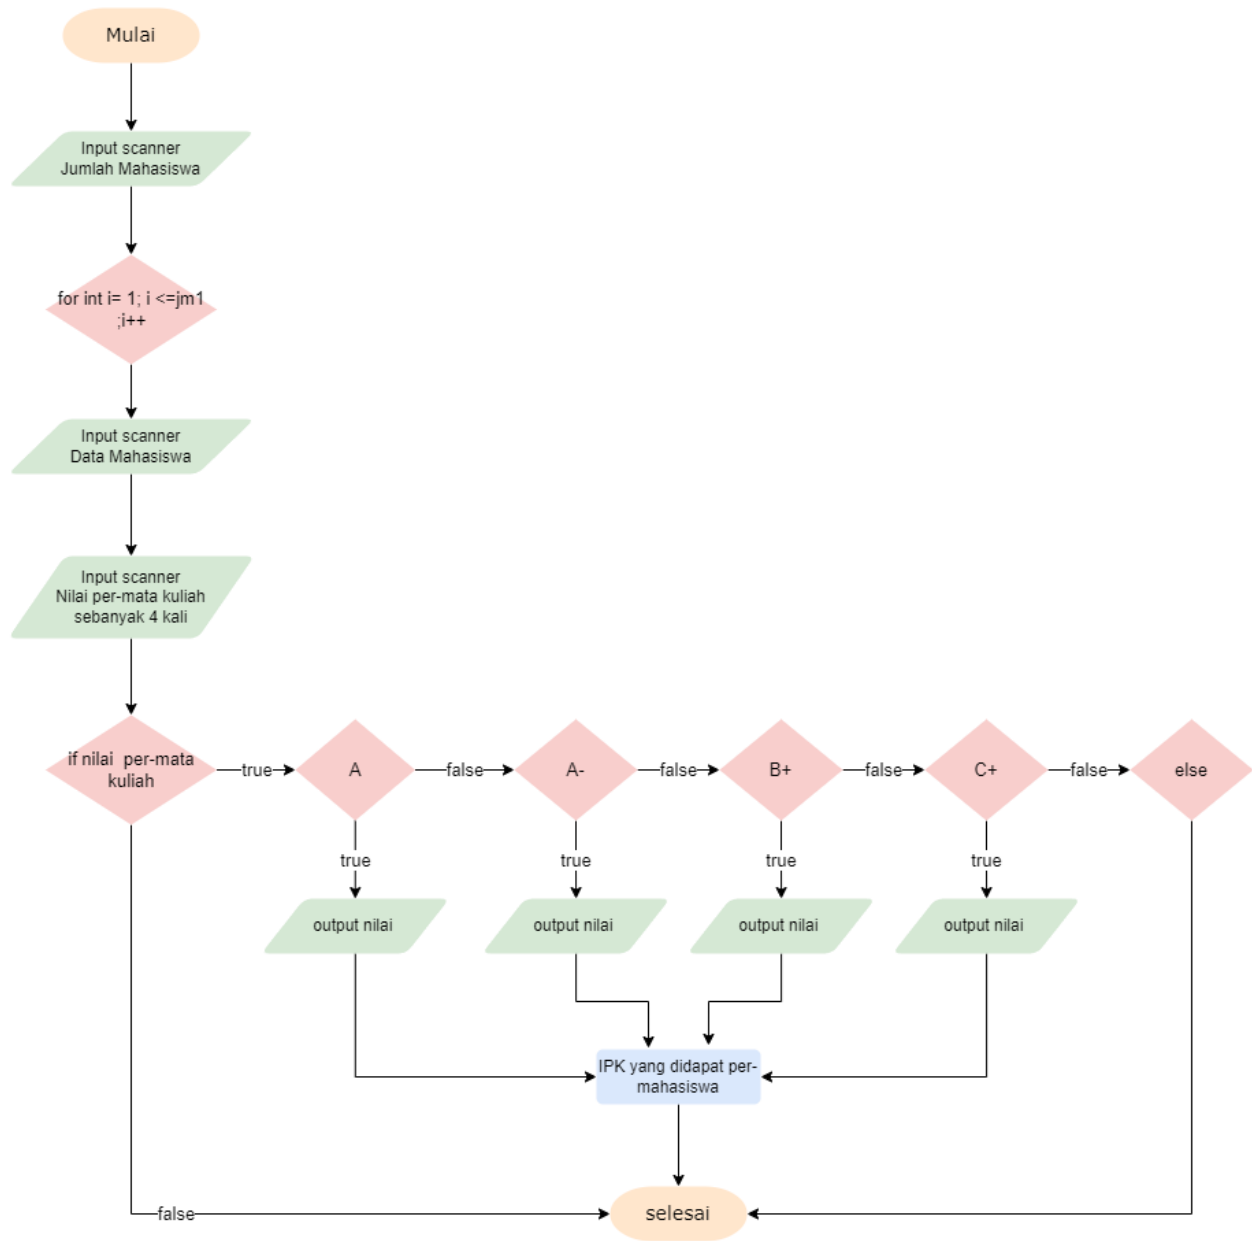 Mulai
Input scanner
Jumlah Mahasiswa
for int i= 1; i <=jm1
;i++
Input scanner
Data Mahasiswa
Input scanner
Nilai per-mata kuliah
sebanyak 4 kali
if nilai per-mata
kuliah
true
A
false
A-
false
B+
false
C+
false
else
true
true
true
true
output nilai
output nilai
output nilai
output nilai
IPK yang didapat per-
mahasiswa
false
selesai